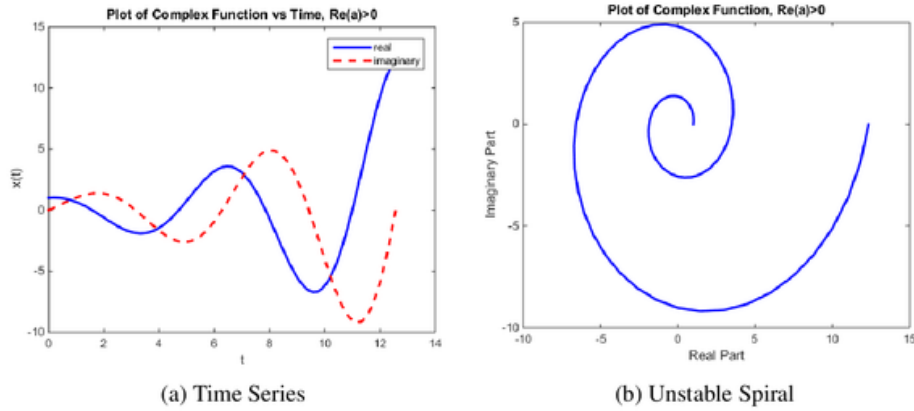 Plot of Complex Function vs Time, Re(a)>0
15
10
5
0
-5
-10
0
2
4
6
8
10
12
14
x(t)
t
real
imaginary
(a) Time Series
Plot of Complex Function, Re(a)>0
5
0
-5
-10
-10
-5
0
5
10
15
Imaginary Part
Real Part
(b) Unstable Spiral